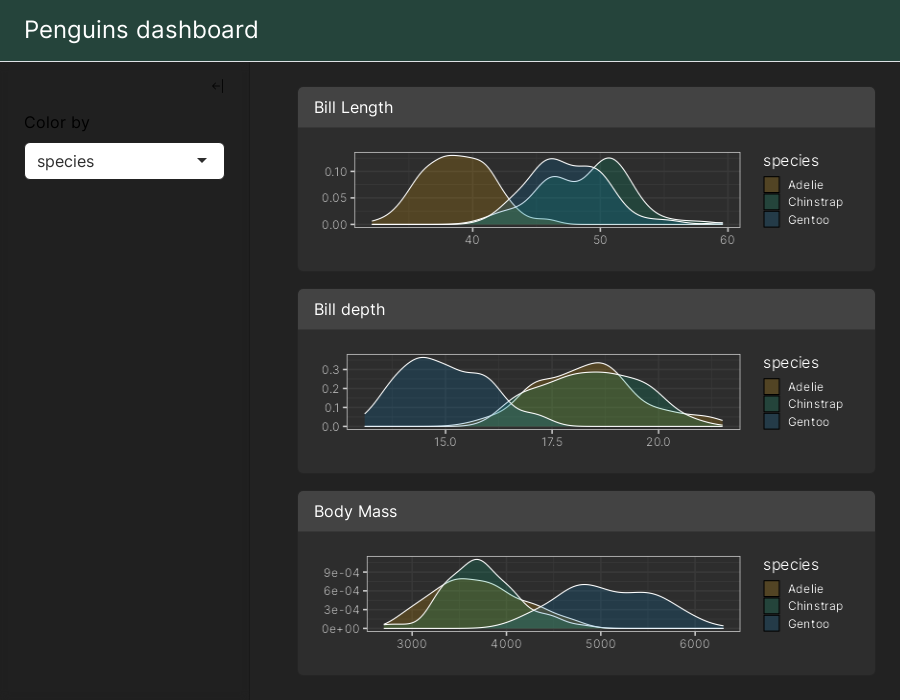 Penguins dashboard
Color by
species
Bill Length
0.10
0.05
0.00
40 50 60
species
Adelie
Chinstrap
Gentoo
Bill depth
0.3
0.2
0.1
0.0
15.0 17.5 20.0
species
Adelie
Chinstrap
Gentoo
Body Mass
9e-04
6e-04
3e-04
0e+00
3000 4000 5000 6000
species
Adelie
Chinstrap
Gentoo